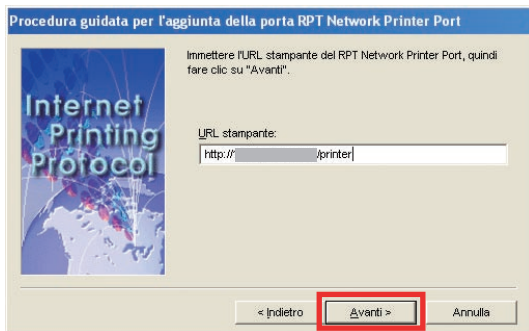 Procedura guidata per l'aggiunta della porta RPT Network Printer Port
Immettere l'URL stampante del RPT Network Printer Port, quindi
fare clic su "Avanti".
Internet
Printing
Protocol
URL stampante:
http:// /printer
< Indietro
Avanti >
Annulla